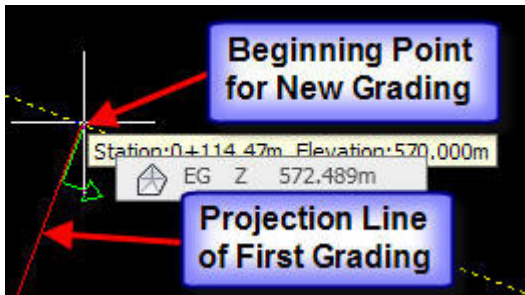 Beginning Point
for New Grading
Station:0+114.47m Elevation:570.000m
EG Z 572.489m
Projection Line
of First Grading